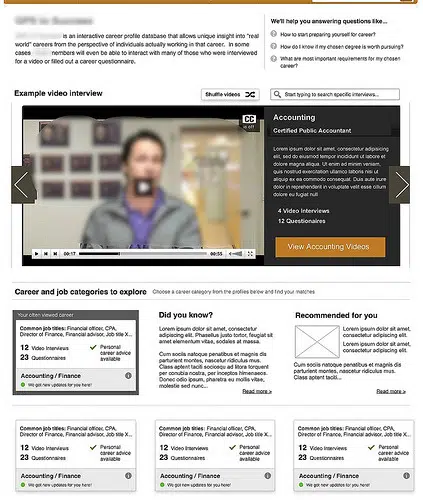 We'll help you answering questions like...
is an interactive career profile database that allows unique insight into "real
world" careers from the perspective of individuals actually working in that career. In some
cases members will even be able to interact with many of those who were interviewed
for a video or filled out a career questionnaire.
How to start preparing yourself for career?
How do I know if my chosen degree is worth pursuing?
What are most important requirements for my chosen
career?
Example video interview
Shuffle videos
Start typing to search specific interviews...
CC
Accounting
Certified Public Accountant
Lorem ipsum dolor sit amet, consectetur adipisicing
elit, sed do eiusmod tempor incididunt ut labore et
dolore magna aliqua. Ut enim ad minim veniam,
quis nostrud exercitation ullamco laboris nisi ut
aliquip ex ea commodo consequat. Duis aute irure
dolor in reprehenderit in voluptate velit esse cillum
dolore eu fugiat null
4 Video Interviews
12 Questionnaires
View Accounting Videos
00:17
00:55
Career and job categories to explore
Choose a career category from the profiles below and find your matches
Your often viewed career
Common job titles: Financial officer, CPA,
Director of Finance, Financial advisor, Job title X...
12 Video Interviews
23 Questionnaires
Personal
career advice
available
Accounting / Finance
We got new updates for you here!
Did you know?
Lorem ipsum dolor sit amet, consectetur
adipiscing elit. Phasellus justo tortor, feugiat sit
amet elementum vitae, sodales at massa.
Cum sociis natoque penatibus et magnis dis
parturient montes, nascetur ridiculus mus.
Class aptent taciti sociosqu ad litora torquent
per conubia nostra, per inceptos himenaeos.
Donec odio ipsum, pharetra eu mollis vitae,
molestie sed nunc...
Read more >
Recommended for you
Lorem ipsum dolor sit amet,
consectetur adipiscing elit.
Lorem ipsum dolor sit amet.
Cum sociis natoque penatibus et magnis dis
parturient montes, nascetur ridiculus mus.
Class aptent taciti...
Read more >
Common job titles: Financial officer, CPA,
Director of Finance, Financial advisor, Job title X...
12 Video Interviews
23 Questionnaires
Personal
career advice
available
Accounting / Finance
We got new updates for you here!
Common job titles: Financial officer, CPA,
Director of Finance, Financial advisor, Job title X...
12 Video Interviews
23 Questionnaires
Personal
career advice
available
Accounting / Finance
We got new updates for you here!
Common job titles: Financial officer, CPA,
Director of Finance, Financial advisor, Job title X...
12 Video Interviews
23 Questionnaires
Personal
career advice
available
Accounting / Finance
We got new updates for you here!